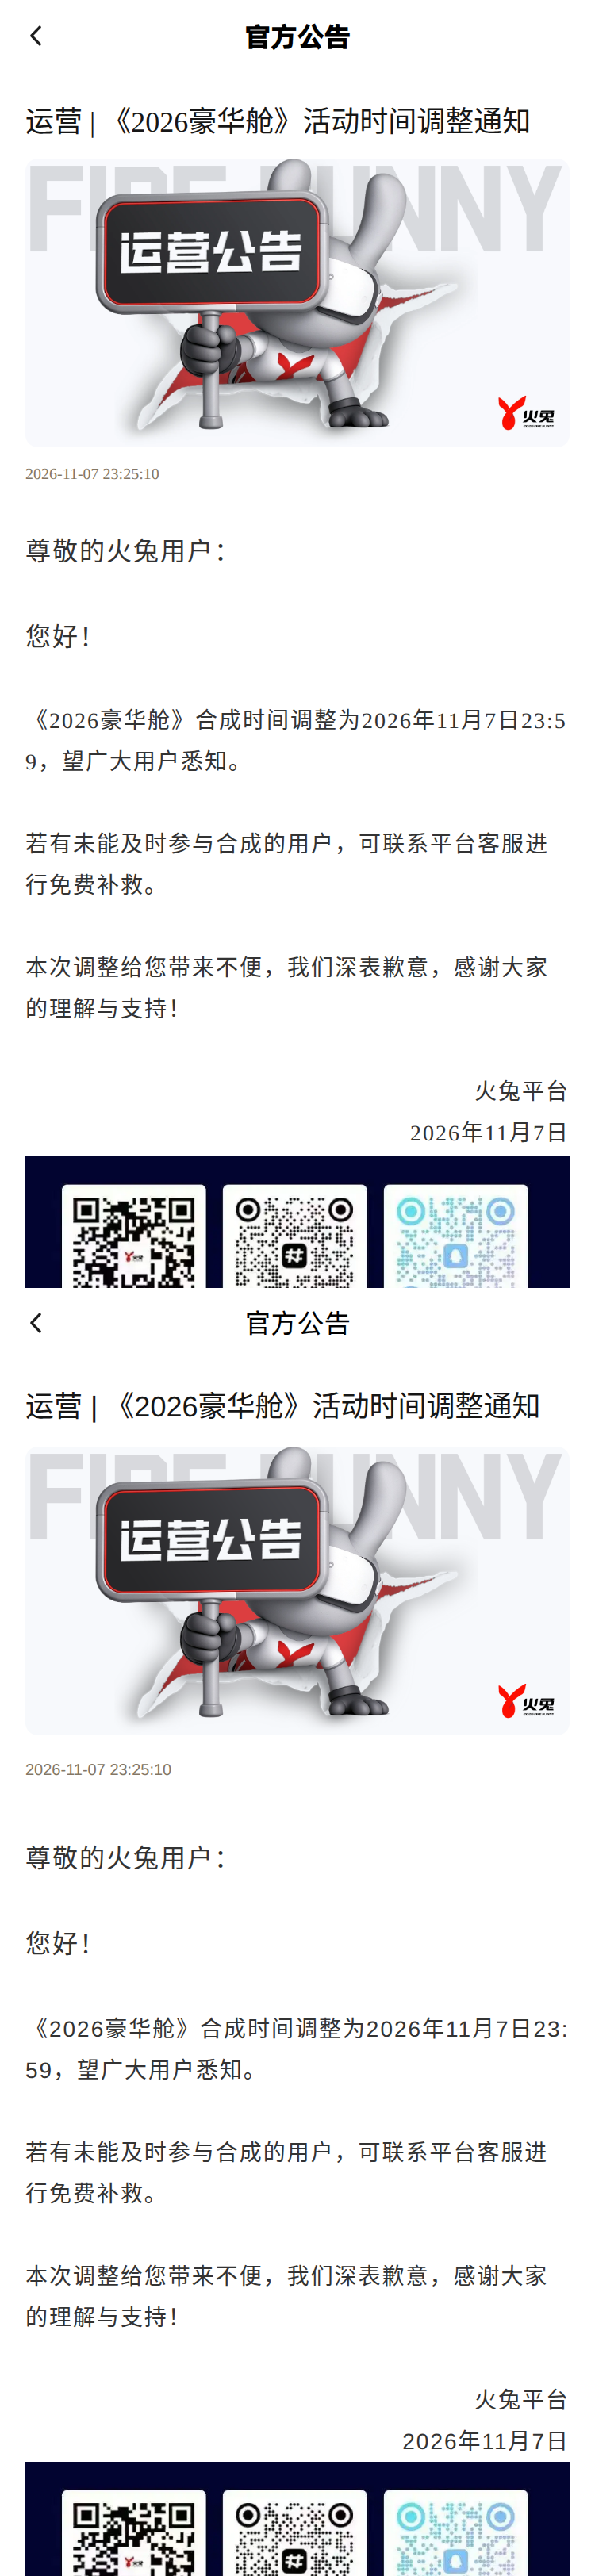 官方公告
运营 | 《2026豪华舱》活动时间调整通知
FIRE BUNNY
运营公告
火兔
2026-11-07 23:25:10
尊敬的火兔用户：
您好！
《2026豪华舱》合成时间调整为2026年11月7日23:5
9，望广大用户悉知。
若有未能及时参与合成的用户，可联系平台客服进
行免费补救。
本次调整给您带来不便，我们深表歉意，感谢大家
的理解与支持！
火兔平台
2026年11月7日
火兔
官方公告
运营 | 《2026豪华舱》活动时间调整通知
FIRE BUNNY
运营公告
火兔
2026-11-07 23:25:10
尊敬的火兔用户：
您好！
《2026豪华舱》合成时间调整为2026年11月7日23:
59，望广大用户悉知。
若有未能及时参与合成的用户，可联系平台客服进
行免费补救。
本次调整给您带来不便，我们深表歉意，感谢大家
的理解与支持！
火兔平台
2026年11月7日
火兔